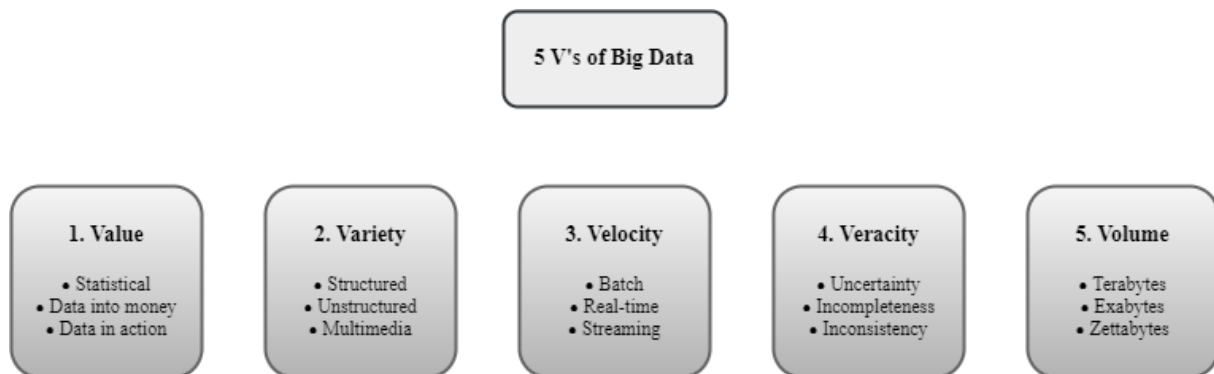 5 V's of Big Data
1. Value
• Statistical
• Data into money
• Data in action
2. Variety
• Structured
• Unstructured
• Multimedia
3. Velocity
• Batch
• Real-time
• Streaming
4. Veracity
• Uncertainty
• Incompleteness
• Inconsistency
5. Volume
• Terabytes
• Exabytes
• Zettabytes